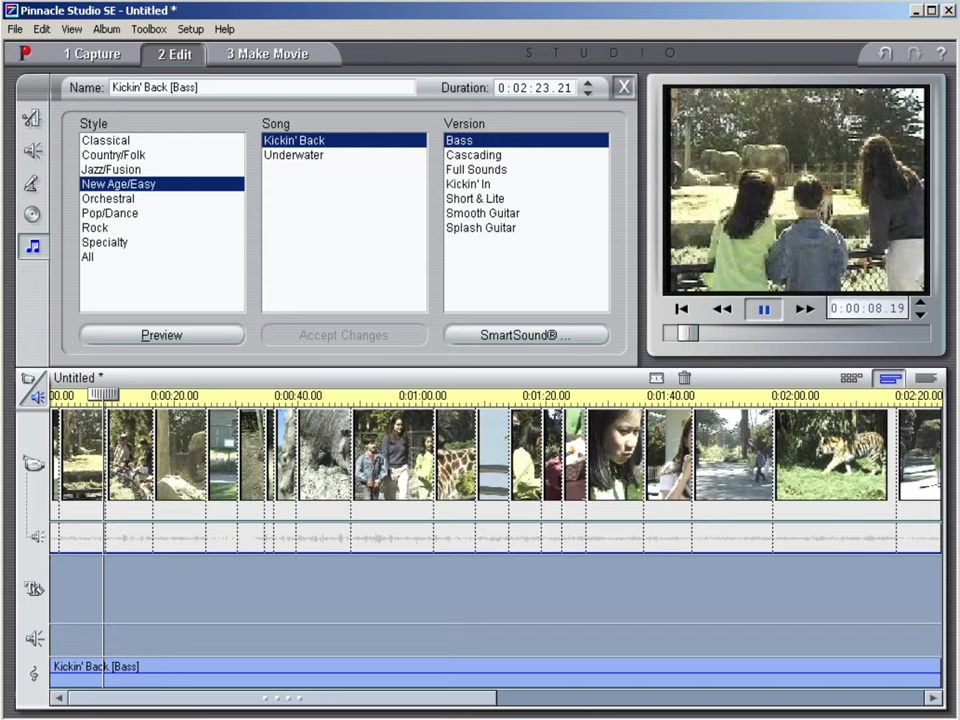 Pinnacle Studio SE - Untitled *
File Edit View Album Toolbox Setup Help
1 Capture 2 Edit 3 Make Movie STUDIO ?
Name: Kickin' Back [Bass] Duration: 0:02:23.21 X
Style Song Version
Classical Kickin' Back Bass
Country/Folk Underwater Cascading
Jazz/Fusion Full Sounds
New Age/Easy Kickin' In
Orchestral Short & Lite
Pop/Dance Smooth Guitar
Rock Splash Guitar
Specialty
All
0:00:08.19
Preview Accept Changes SmartSound® ...
Untitled *
00.00 0:00:20.00 0:00:40.00 0:01:00.00 0:01:20.00 0:01:40.00 0:02:00.00 0:02:20.00
Kickin' Back [Bass]